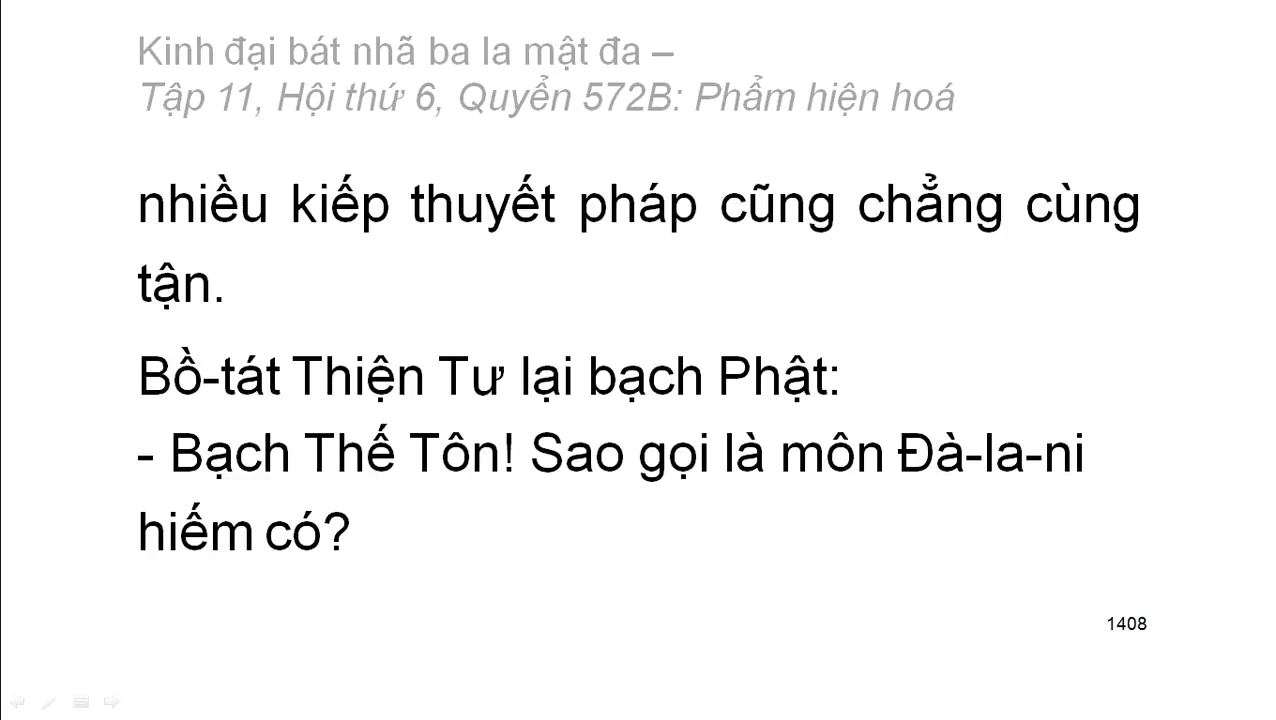 Kinh đại bát nhã ba la mật đa –
Tập 11, Hội thứ 6, Quyển 572B: Phẩm hiện hoá
nhiều kiếp thuyết pháp cũng chẳng cùng
tận.
Bồ-tát Thiện Tư lại bạch Phật:
- Bạch Thế Tôn! Sao gọi là môn Đà-la-ni
hiếm có?
1408